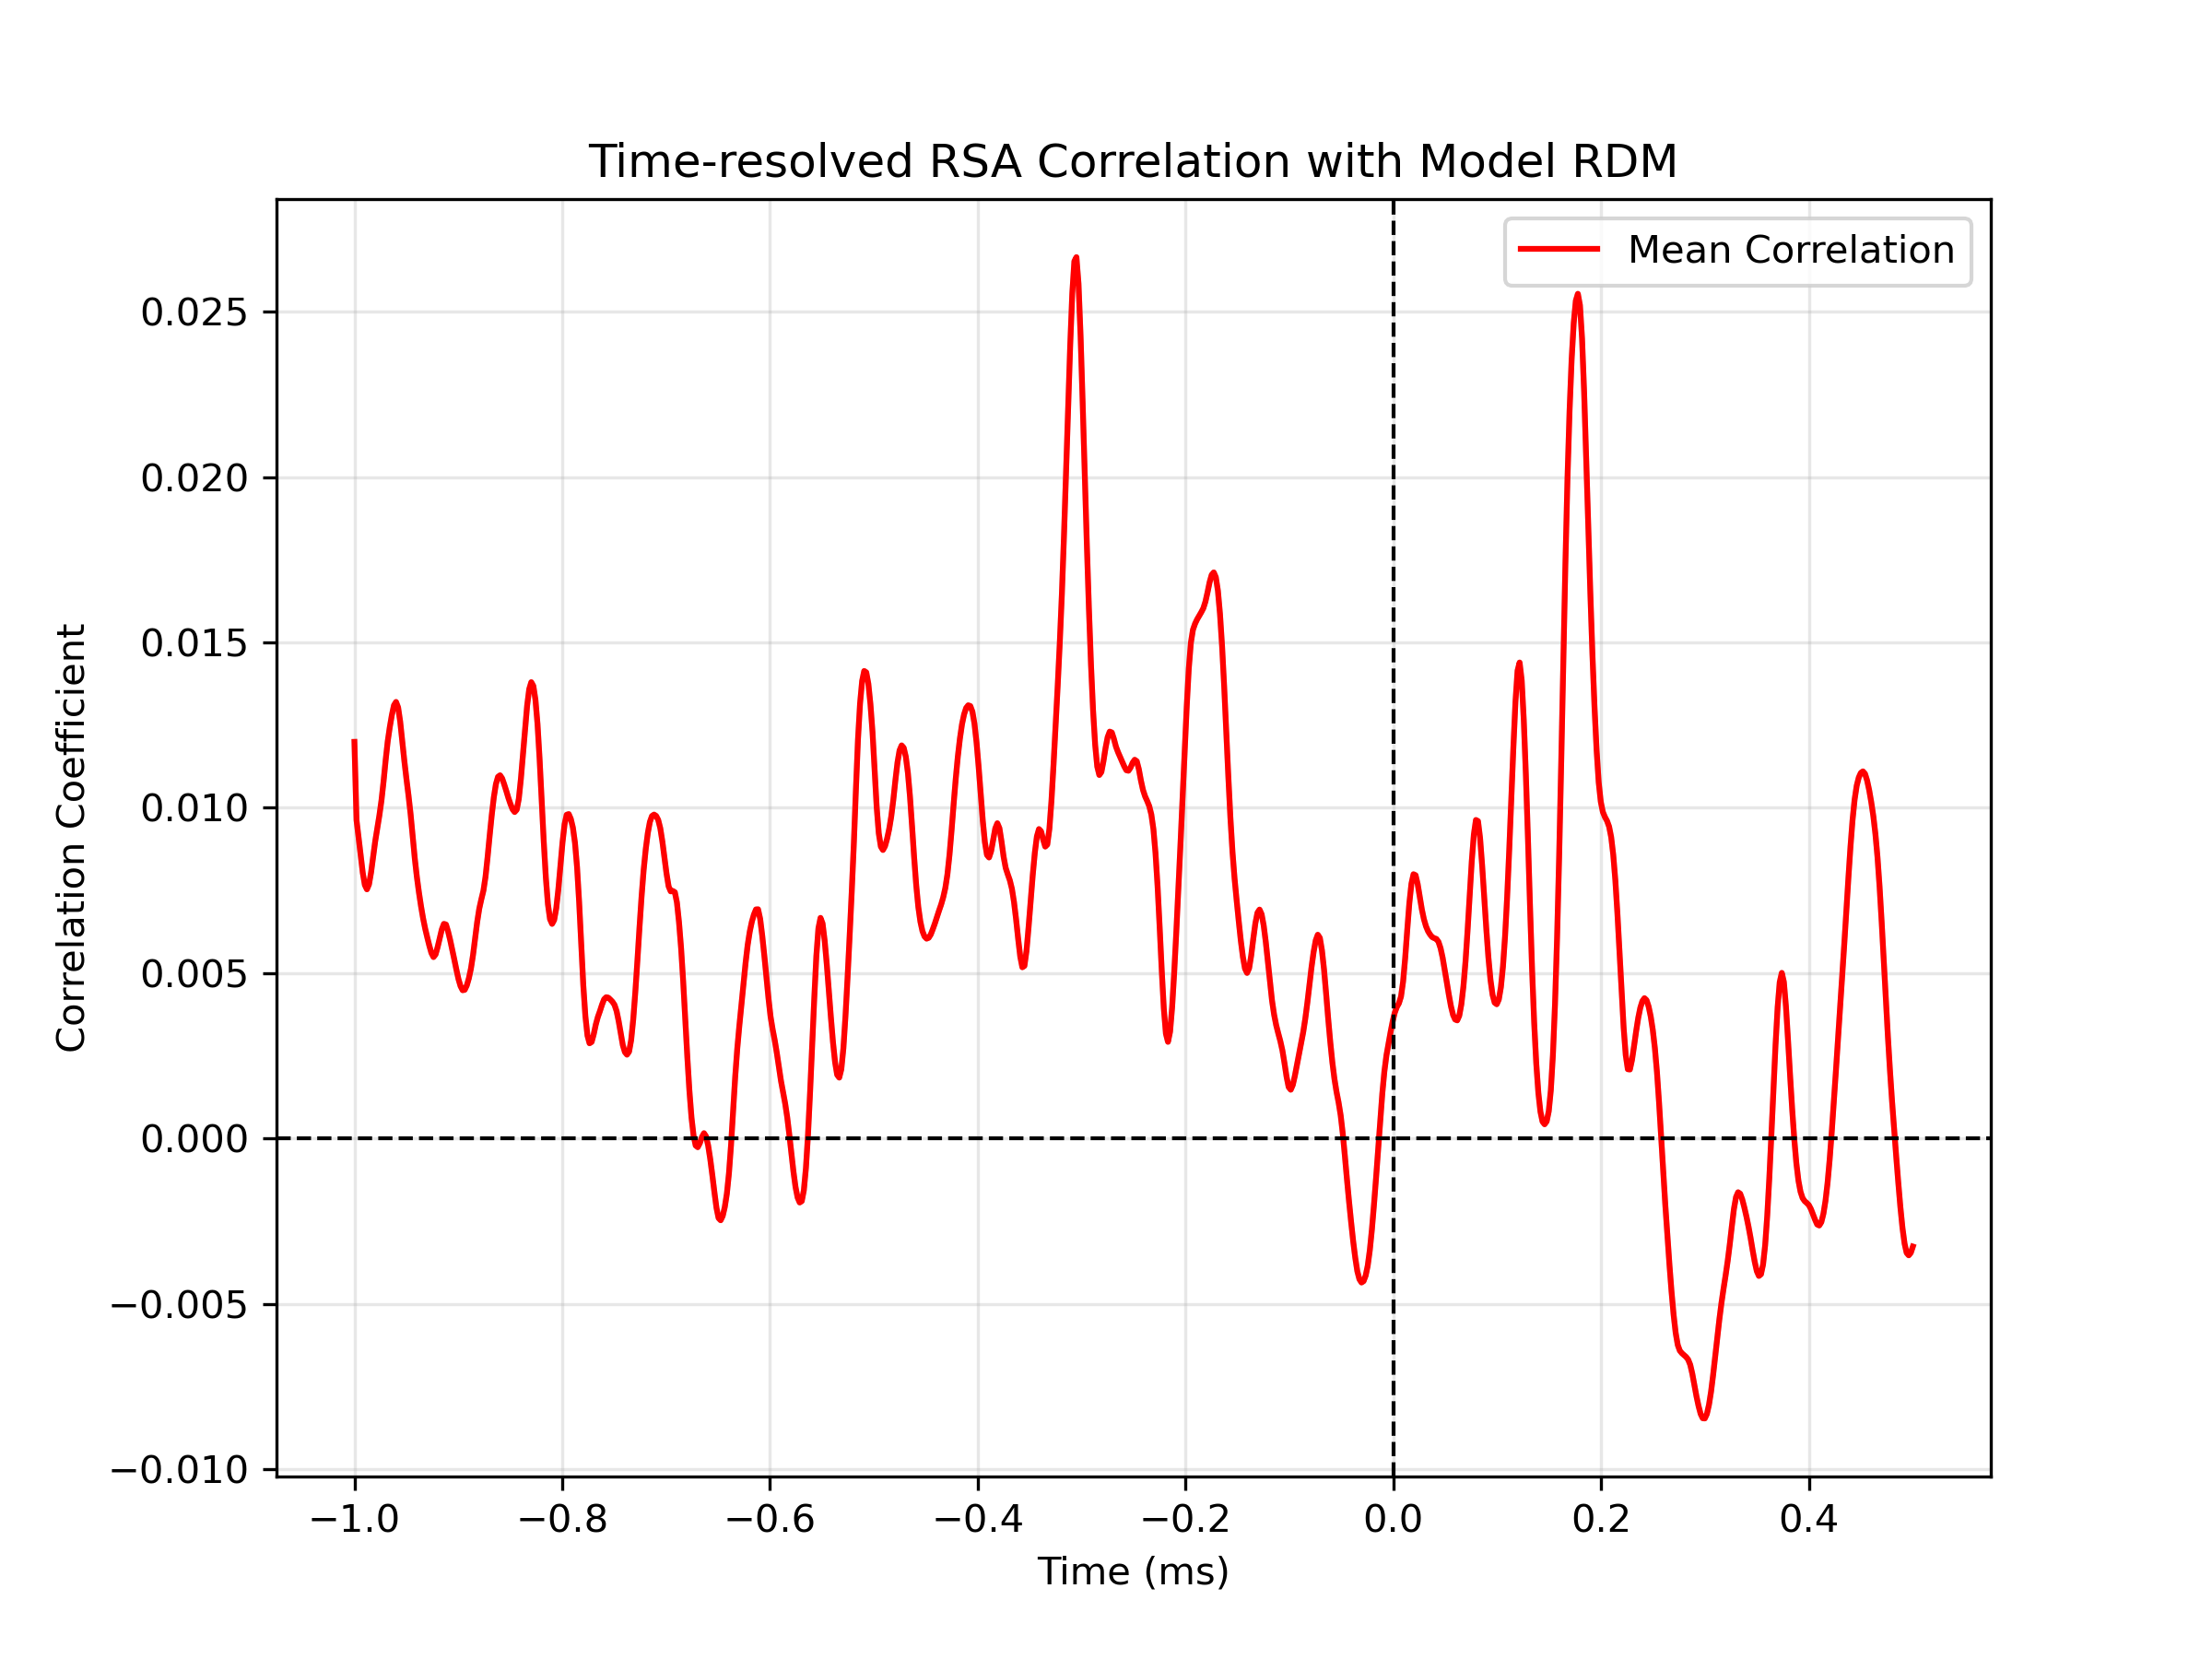 Time-resolved RSA Correlation with Model RDM
Mean Correlation
Correlation Coefficient
0.025
0.020
0.015
0.010
0.005
0.000
−0.005
−0.010
−1.0 −0.8 −0.6 −0.4 −0.2 0.0 0.2 0.4
Time (ms)